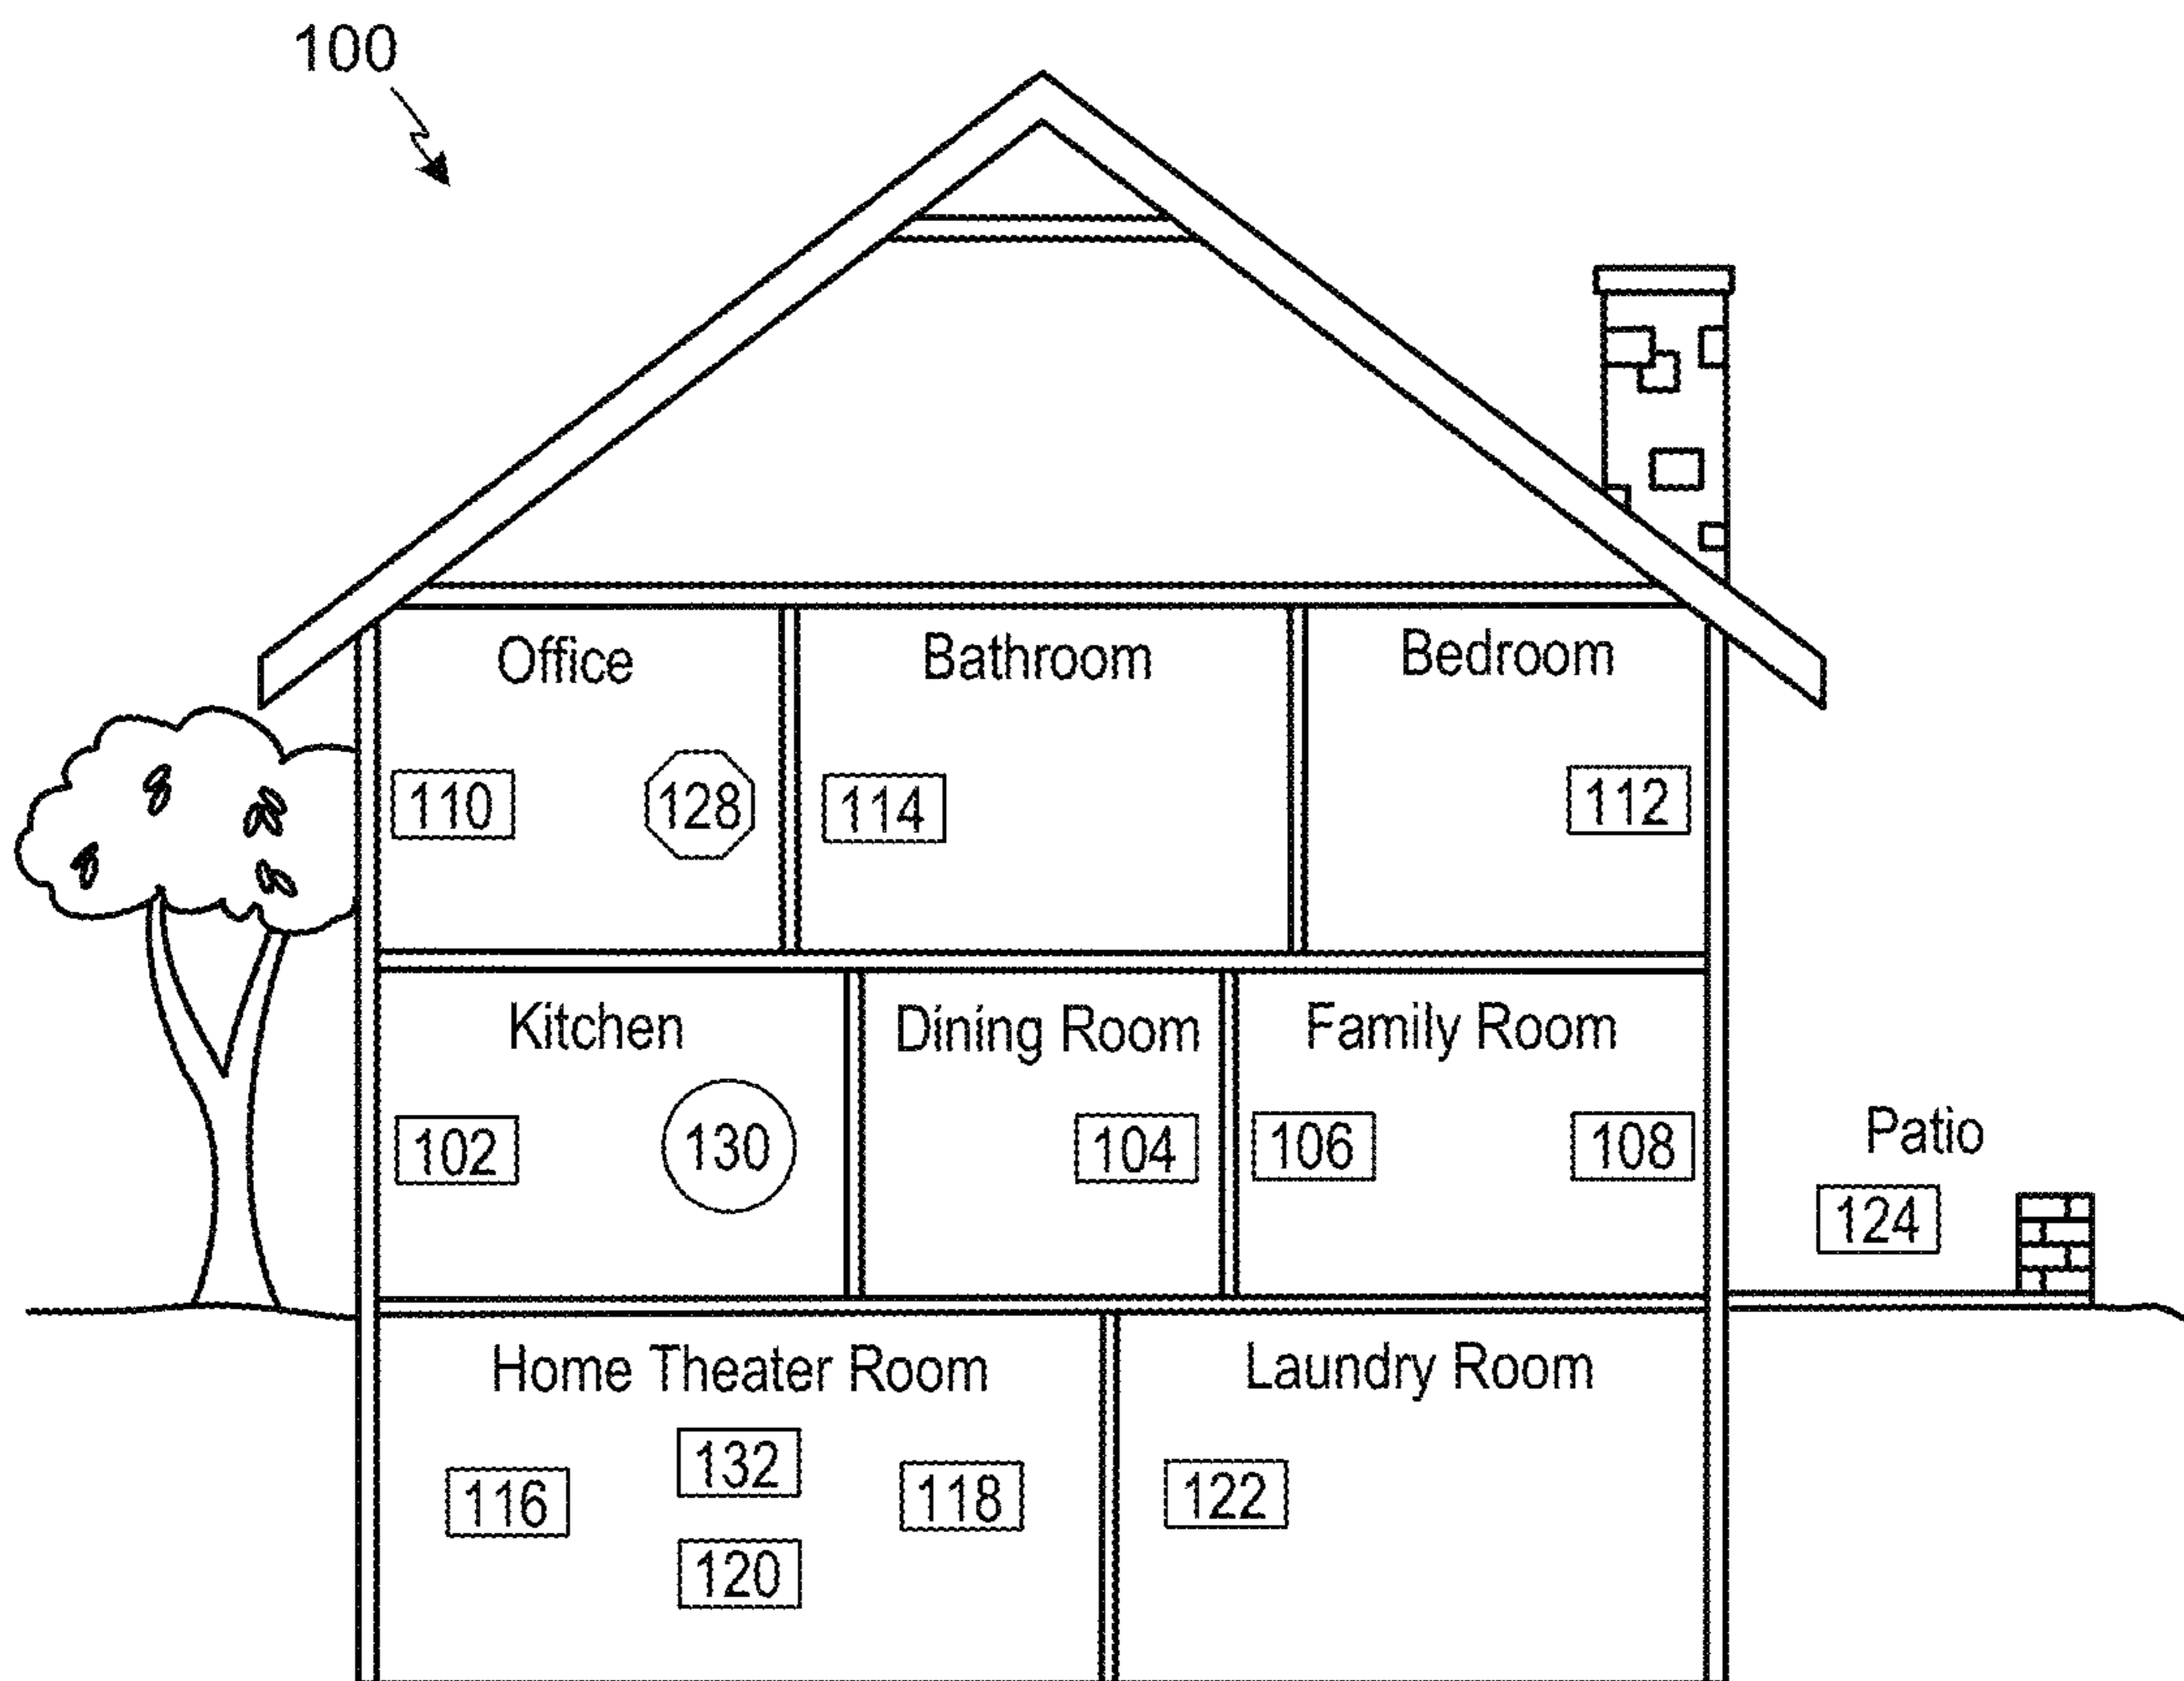 100
Office
Bathroom
Bedroom
110
128
114
112
Kitchen
Dining Room
Family Room
102
130
104
106
108
Patio
124
Home Theater Room
Laundry Room
116
132
118
120
122